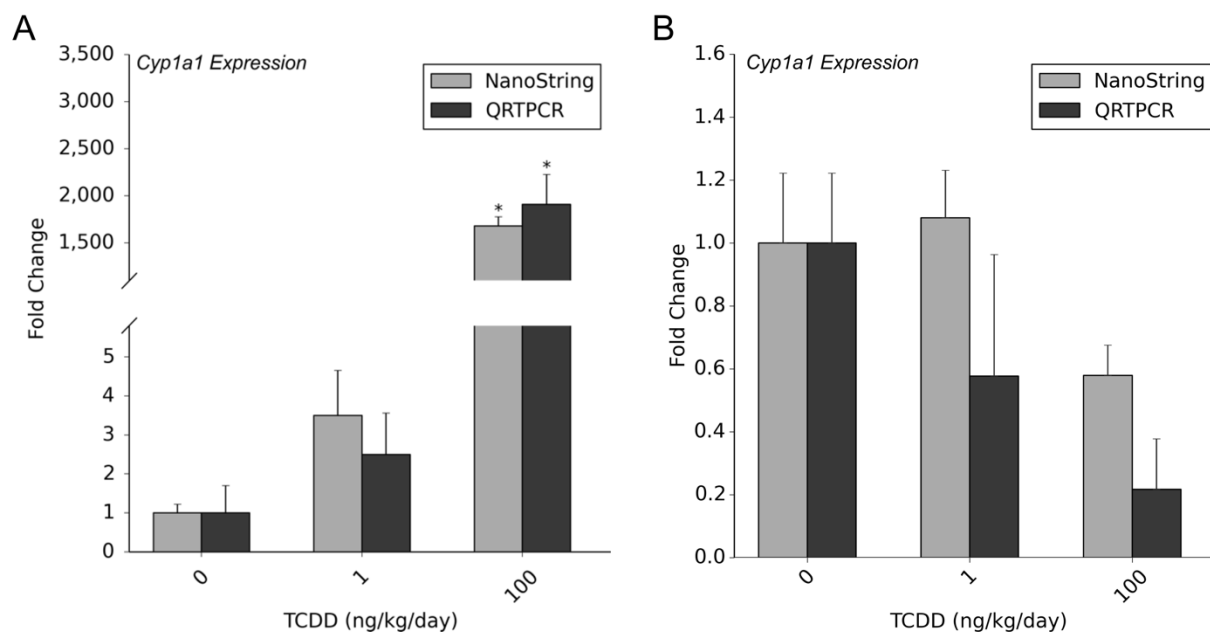 A
Cyp1a1 Expression
NanoString
QRTPCR
3,500
3,000
2,500
2,000
1,500
*
*
5
4
3
2
1
0
Fold Change
0
1
100
TCDD (ng/kg/day)
B
Cyp1a1 Expression
NanoString
QRTPCR
1.6
1.4
1.2
1.0
0.8
0.6
0.4
0.2
0.0
Fold Change
0
1
100
TCDD (ng/kg/day)